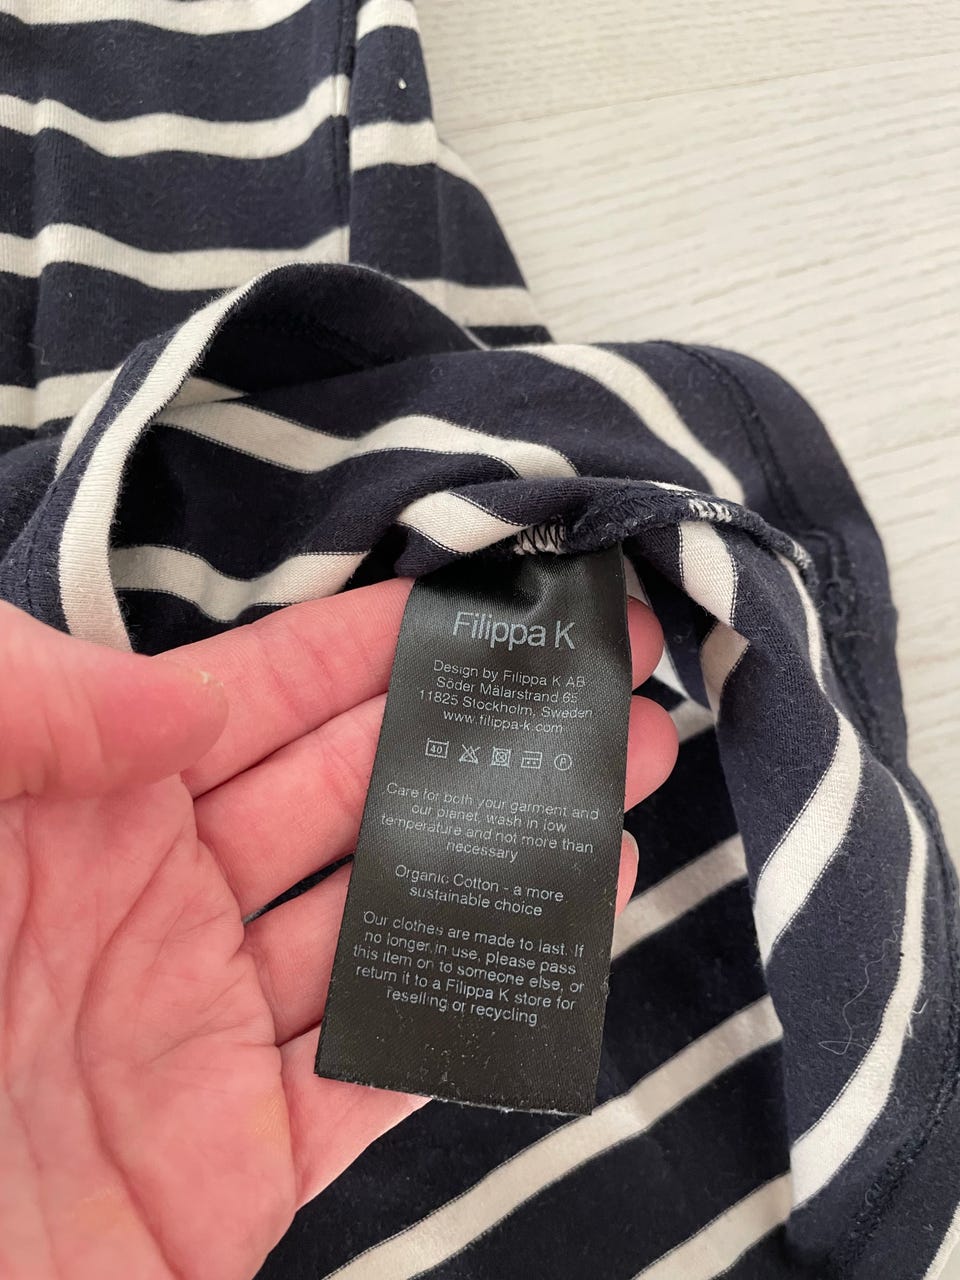 Filippa K
Design by Filippa K AB
Söder Mälarstrand 65
11825 Stockholm, Sweden
www.filippa-k.com
40 P
Care for both your garment and
our planet, wash in low
temperature and not more than
necessary
Organic Cotton - a more
sustainable choice
Our clothes are made to last. If
no longer in use, please pass
this item on to someone else, or
return it to a Filippa K store for
reselling or recycling